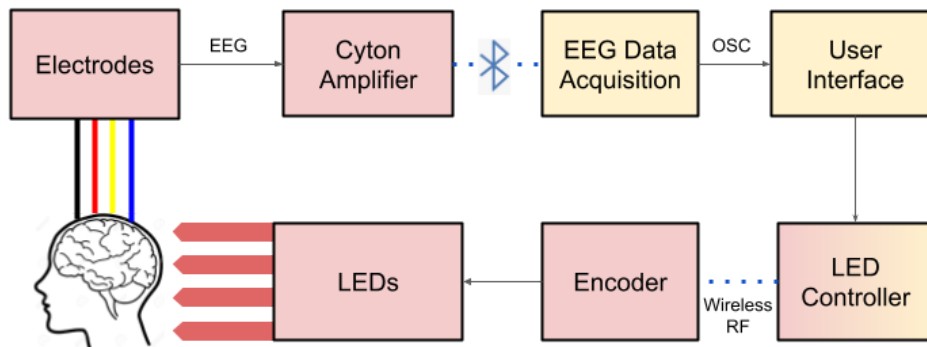 Electrodes
EEG
Cyton
Amplifier
EEG Data
Acquisition
OSC
User
Interface
LEDs
Encoder
Wireless
RF
LED
Controller